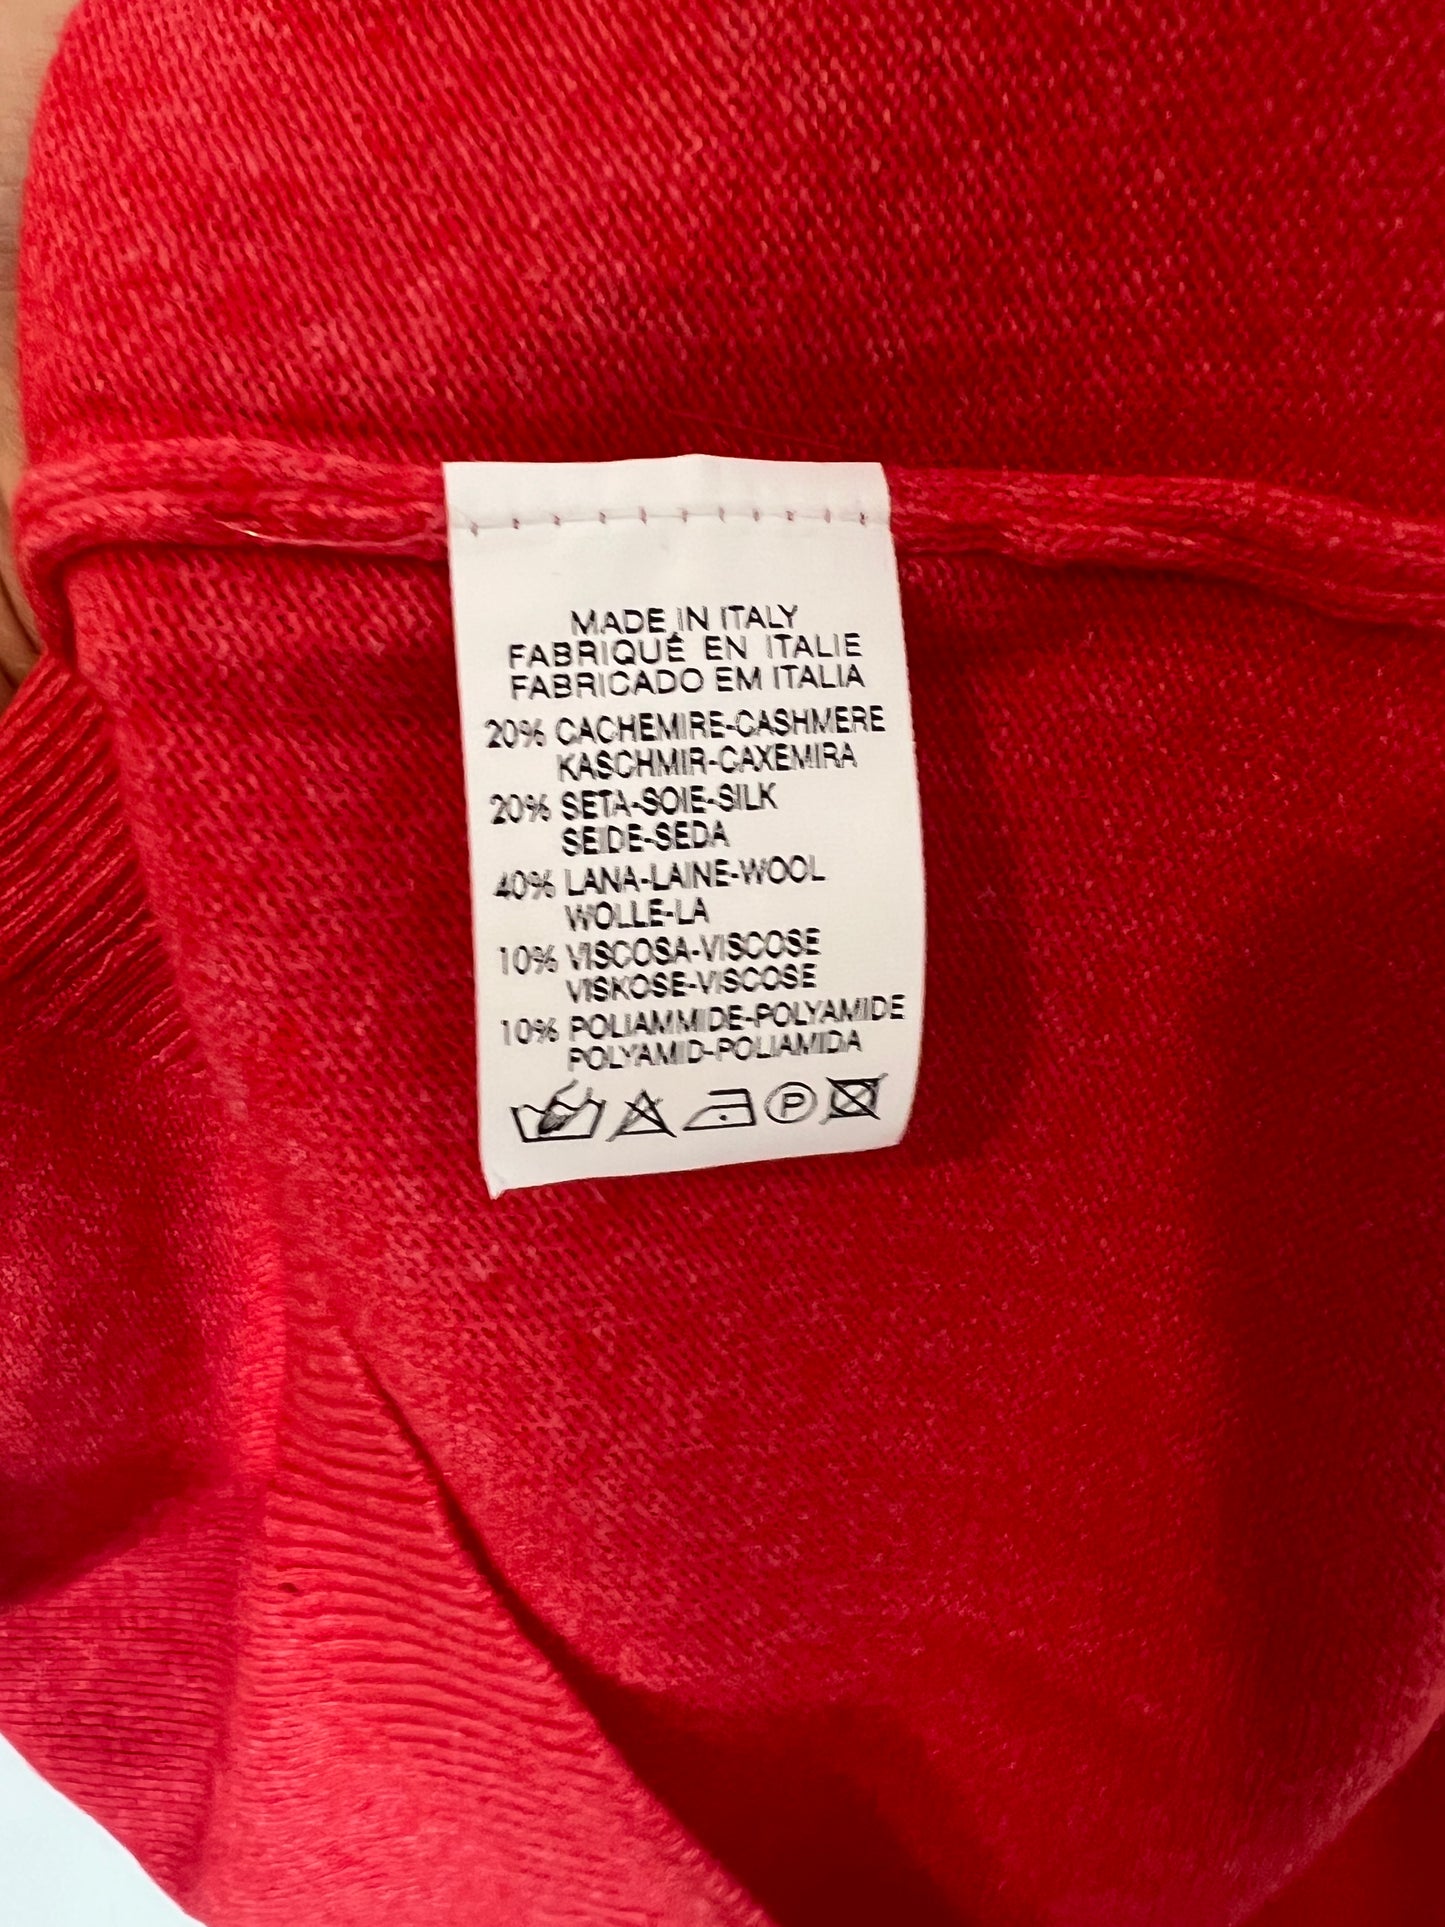 MADE IN ITALY
FABRIQUÉ EN ITALIE
FABRICADO EM ITALIA
20% CACHEMIRE-CASHMERE
KASCHMIR-CAXEMIRA
20% SETA-SOIE-SILK
SEIDE-SEDA
40% LANA-LAINE-WOOL
WOLLE-LA
10% VISCOSA-VISCOSE
VISKOSE-VISCOSE
10% POLIAMMIDE-POLYAMIDE
POLYAMID-POLIAMIDA
P